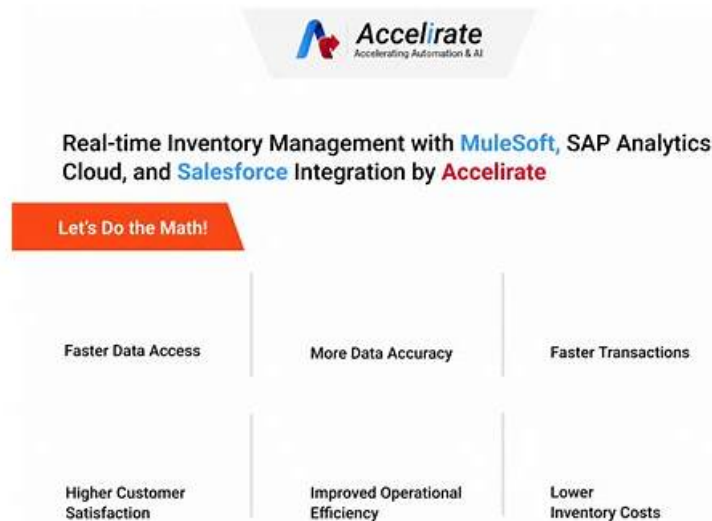 Accelirate
Accelerating Automation & AI
Real-time Inventory Management with MuleSoft, SAP Analytics
Cloud, and Salesforce Integration by Accelirate
Let's Do the Math!
Faster Data Access
More Data Accuracy
Faster Transactions
Higher Customer
Satisfaction
Improved Operational
Efficiency
Lower
Inventory Costs